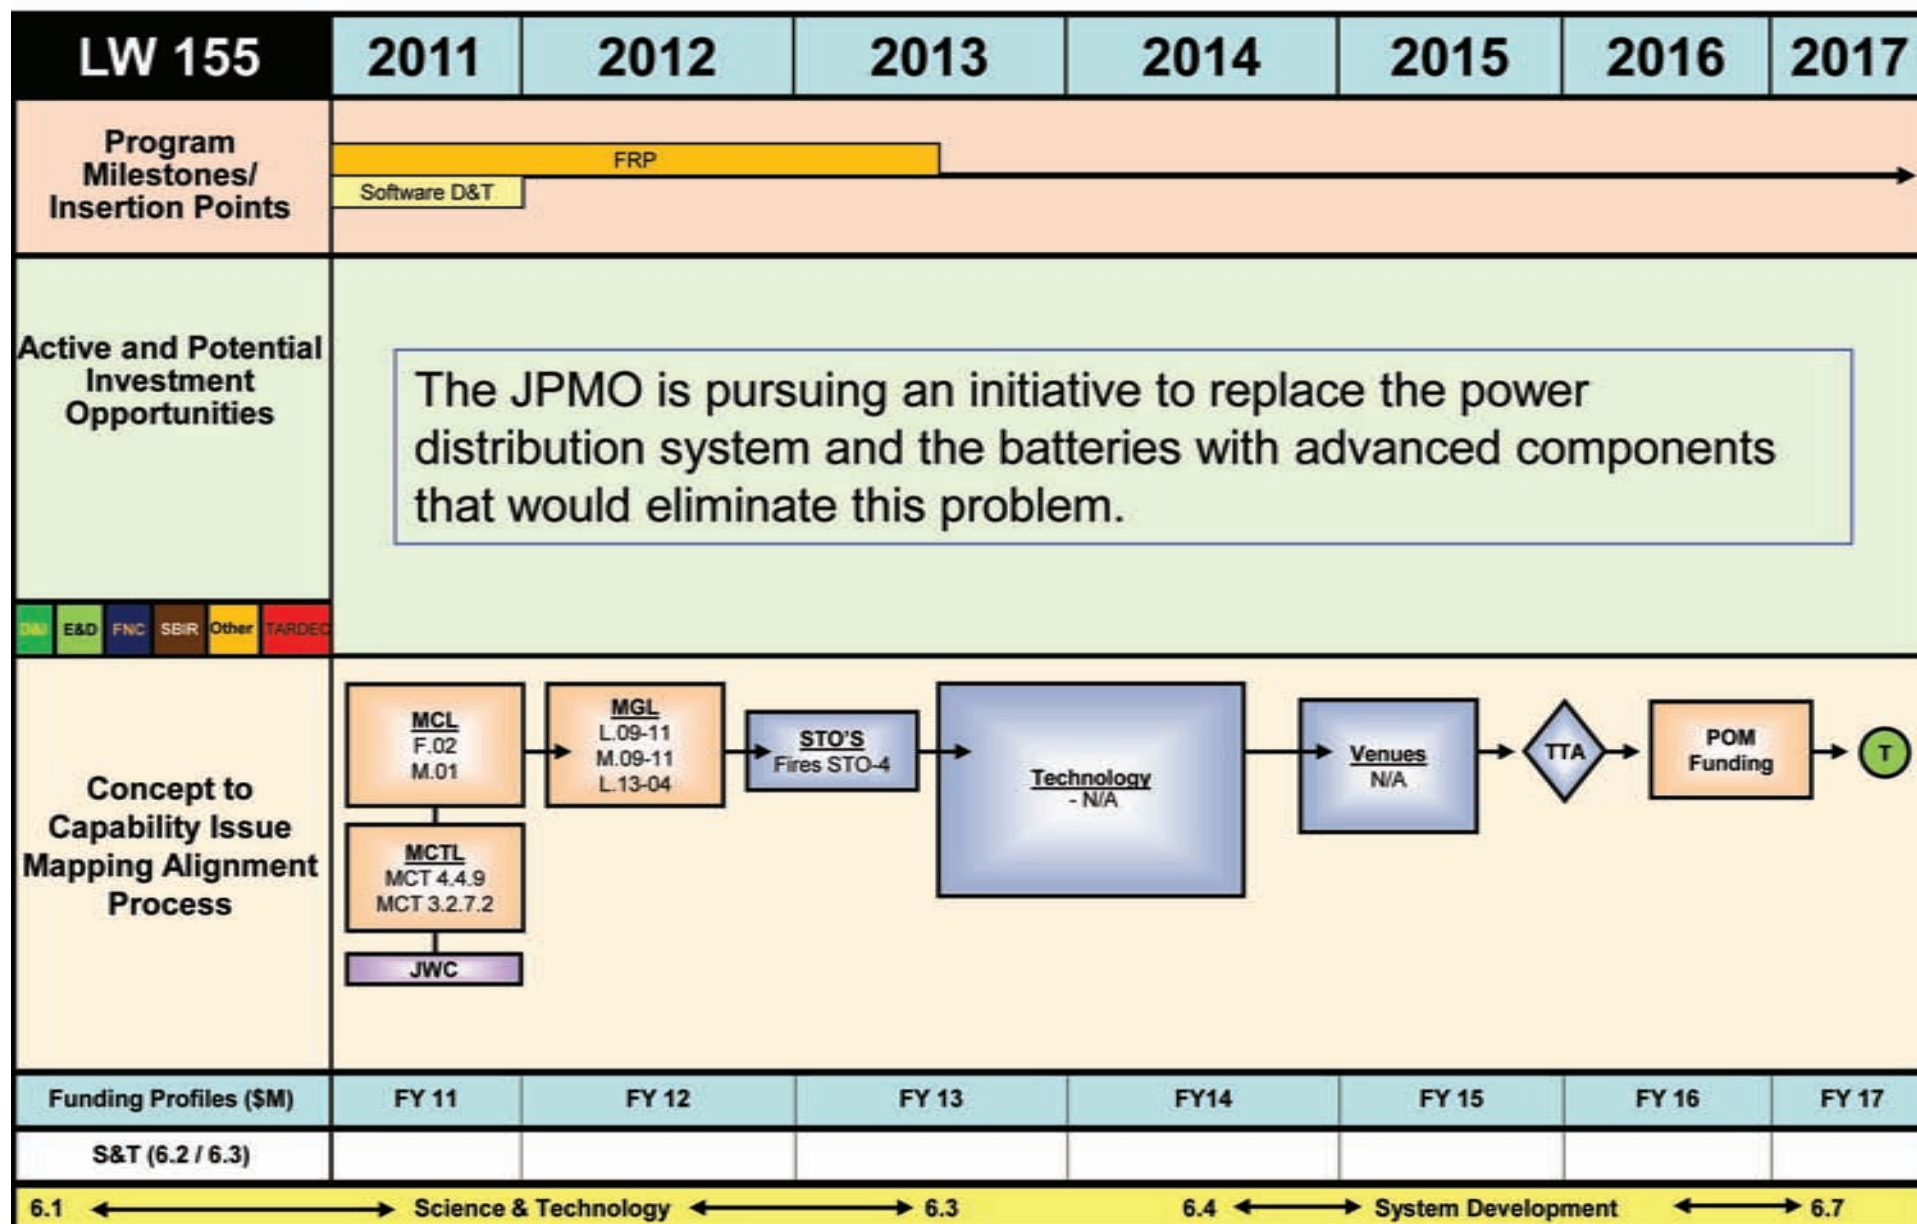 LW 155 2011 2012 2013 2014 2015 2016 2017
Program
Milestones/
Insertion Points
FRP
Software D&T
Active and Potential
Investment
Opportunities
The JPMO is pursuing an initiative to replace the power
distribution system and the batteries with advanced components
that would eliminate this problem.
D&I E&D FNC SBIR Other TARDEC
Concept to
Capability Issue
Mapping Alignment
Process
MCL
F.02
M.01
MCTL
MCT 4.4.9
MCT 3.2.7.2
JWC
MGL
L.09-11
M.09-11
L.13-04
STO'S
Fires STO-4
Technology
- N/A
Venues
N/A
TTA
POM
Funding
T
Funding Profiles ($M) FY 11 FY 12 FY 13 FY14 FY 15 FY 16 FY 17
S&T (6.2 / 6.3)
6.1 Science & Technology 6.3 6.4 System Development 6.7